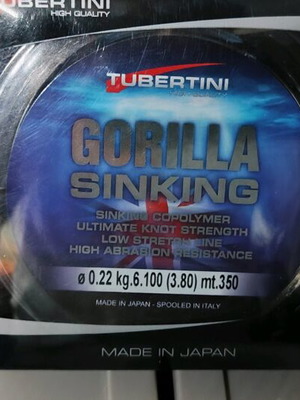 TUBERTINI
HIGH QUALITY
TUBERTINI
GORILLA
SINKING
SINKING COPOLYMER
ULTIMATE KNOT STRENGTH
LOW STRETCH LINE
HIGH ABRASION RESISTANCE
ø 0.22 kg.6.100 (3.80) mt.350
MADE IN JAPAN - SPOOLED IN ITALY
MADE IN JAPAN